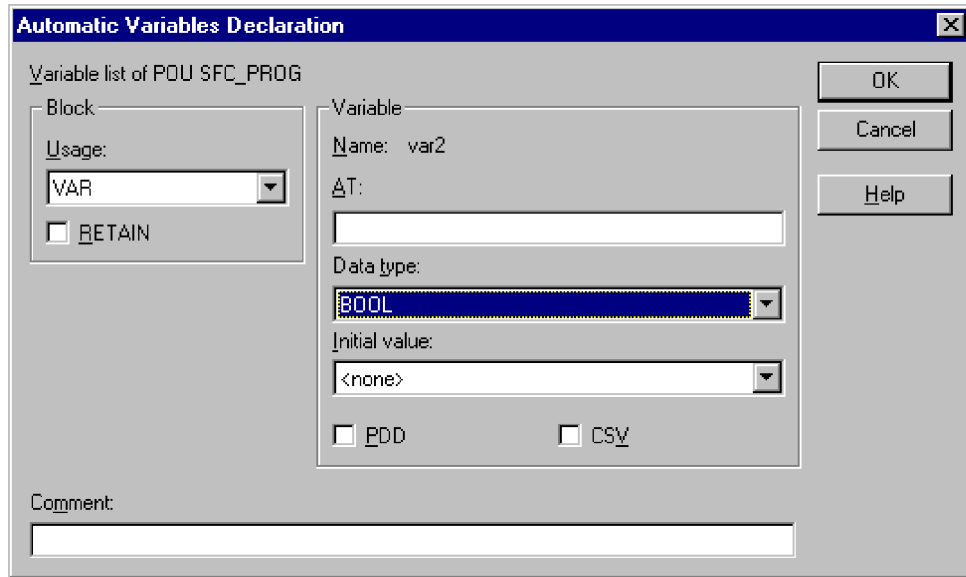 Automatic Variables Declaration
Variable list of POU SFC_PROG
Block
Usage:
VAR
RETAIN
Variable
Name: var2
AT:
Data type:
BOOL
Initial value:
<none>
PDD
CSV
OK
Cancel
Help
Comment: